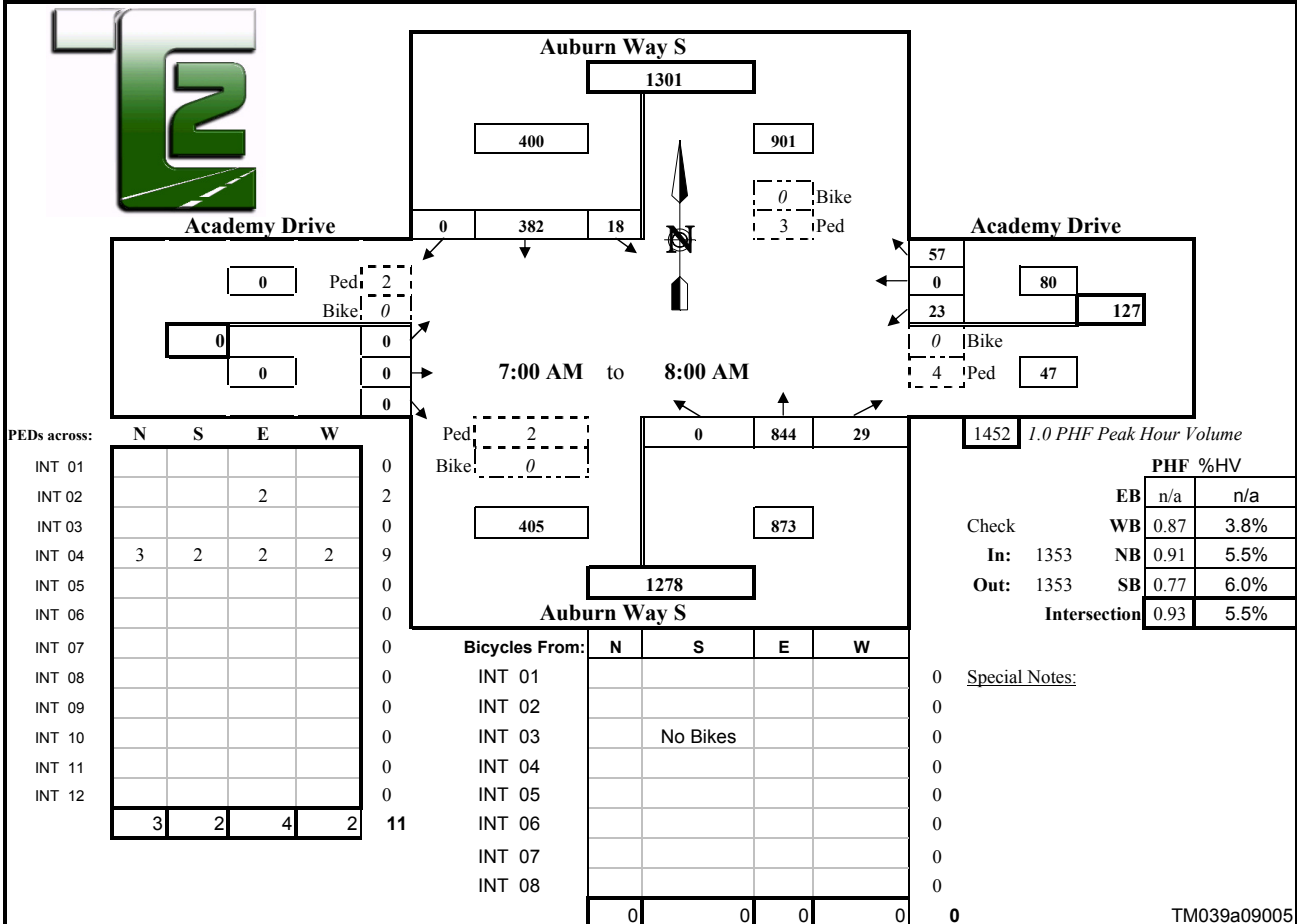 T2
Auburn Way S
1301
400 901
0 Bike
3 Ped
Academy Drive 0 382 18 N Academy Drive
57
0 Ped 2 0 80
Bike 0 23 127
0 0 0 Bike
0 0 7:00 AM to 8:00 AM 4 Ped 47
0
PEDs across: N S E W Ped 2 0 844 29 1452 1.0 PHF Peak Hour Volume
INT 01 0 Bike 0 PHF %HV
INT 02 2 2 EB n/a n/a
INT 03 0 405 873 Check WB 0.87 3.8%
INT 04 3 2 2 2 9 In: 1353 NB 0.91 5.5%
INT 05 0 1278 Out: 1353 SB 0.77 6.0%
INT 06 0 Auburn Way S Intersection 0.93 5.5%
INT 07 0 Bicycles From: N S E W
INT 08 0 INT 01 0 Special Notes:
INT 09 0 INT 02 0
INT 10 0 INT 03 No Bikes 0
INT 11 0 INT 04 0
INT 12 0 INT 05 0
3 2 4 2 11 INT 06 0
INT 07 0
INT 08 0
0 0 0 0 0 TM039a09005